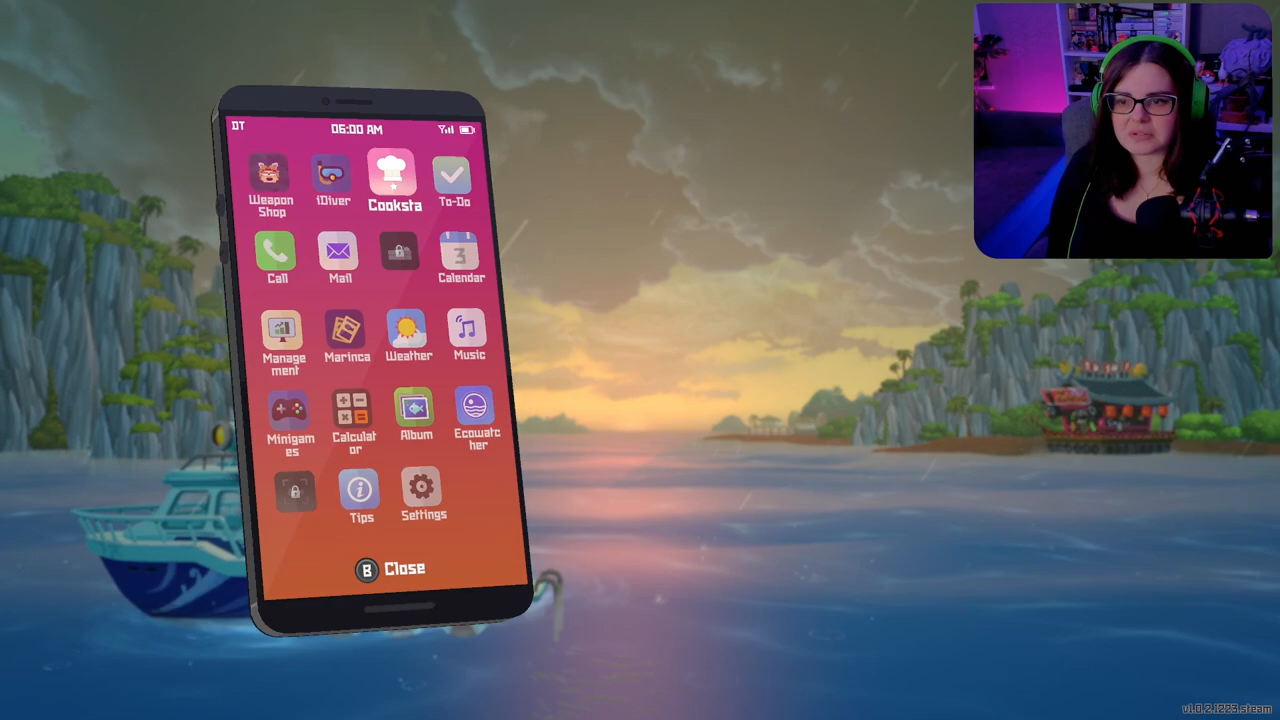 DT
06:00 AM
Weapon
Shop
iDiver
Cooksta
To-Do
Call
Mail
3
Calendar
Manage
ment
Marinca
Weather
Music
Minigam
es
Calculat
or
Album
Ecowatc
her
Tips
Settings
B Close
v1.0.2.1223.steam